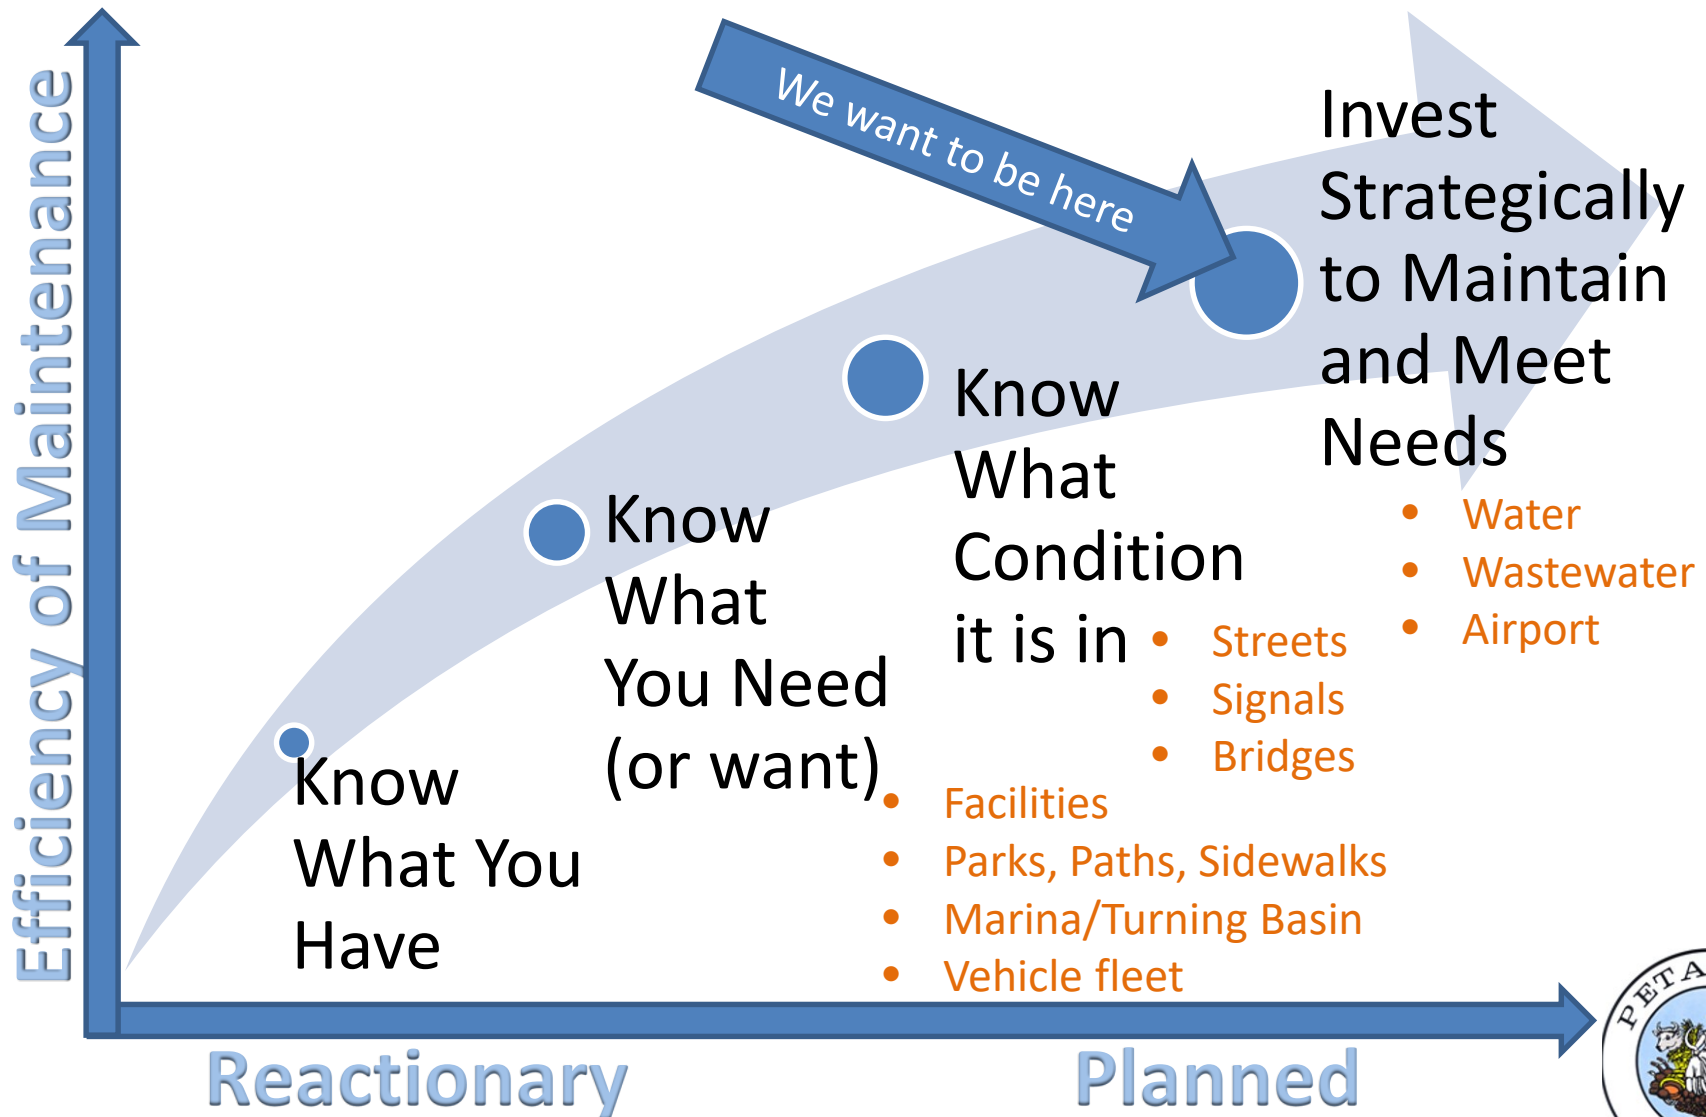 Efficiency of Maintenance
We want to be here
Invest
Strategically
to Maintain
and Meet
Needs
• Water
• Wastewater
• Airport
Know
What
Condition
it is in
• Streets
• Signals
• Bridges
Know
What
You Need
(or want)
• Facilities
• Parks, Paths, Sidewalks
• Marina/Turning Basin
• Vehicle fleet
Know
What You
Have
Reactionary
Planned